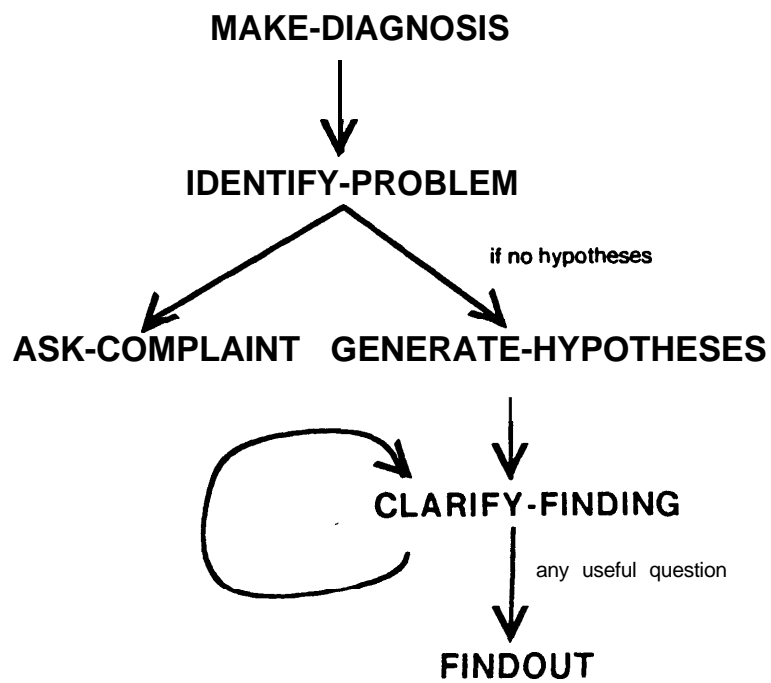 MAKE-DIAGNOSIS
IDENTIFY-PROBLEM
if no hypotheses
ASK-COMPLAINT GENERATE-HYPOTHESES
CLARIFY-FINDING
any useful question
FINDOUT